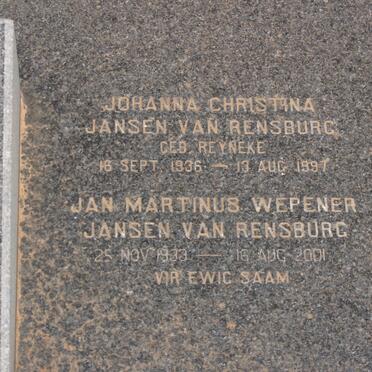 JOHANNA CHRISTINA
JANSEN VAN RENSBURG
GED. REYNEKE
16 SEPT. 1936 — 13 AUG. 1997
JAN MARTINUS WEPENER
JANSEN VAN RENSBURG
25 NOV. 1933 — 16 AUG. 2001
VIR EWIG SAAM